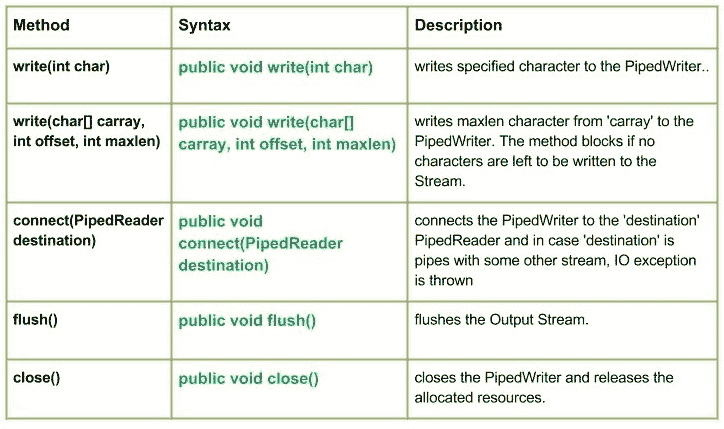 Method Syntax Description
write(int char) public void write(int char) writes specified character to the PipedWriter..
write(char[] carray,
int offset, int maxlen)
public void write(char[]
carray, int offset, int maxlen)
writes maxlen character from 'carray' to the
PipedWriter. The method blocks if no
characters are left to be written to the
Stream.
connect(PipedReader
destination)
public void
connect(PipedReader
destination)
connects the PipedWriter to the 'destination'
PipedReader and in case 'destination' is
pipes with some other stream, IO exception
is thrown
flush() public void flush() flushes the Output Stream.
close() public void close() closes the PipedWriter and releases the
allocated resources.